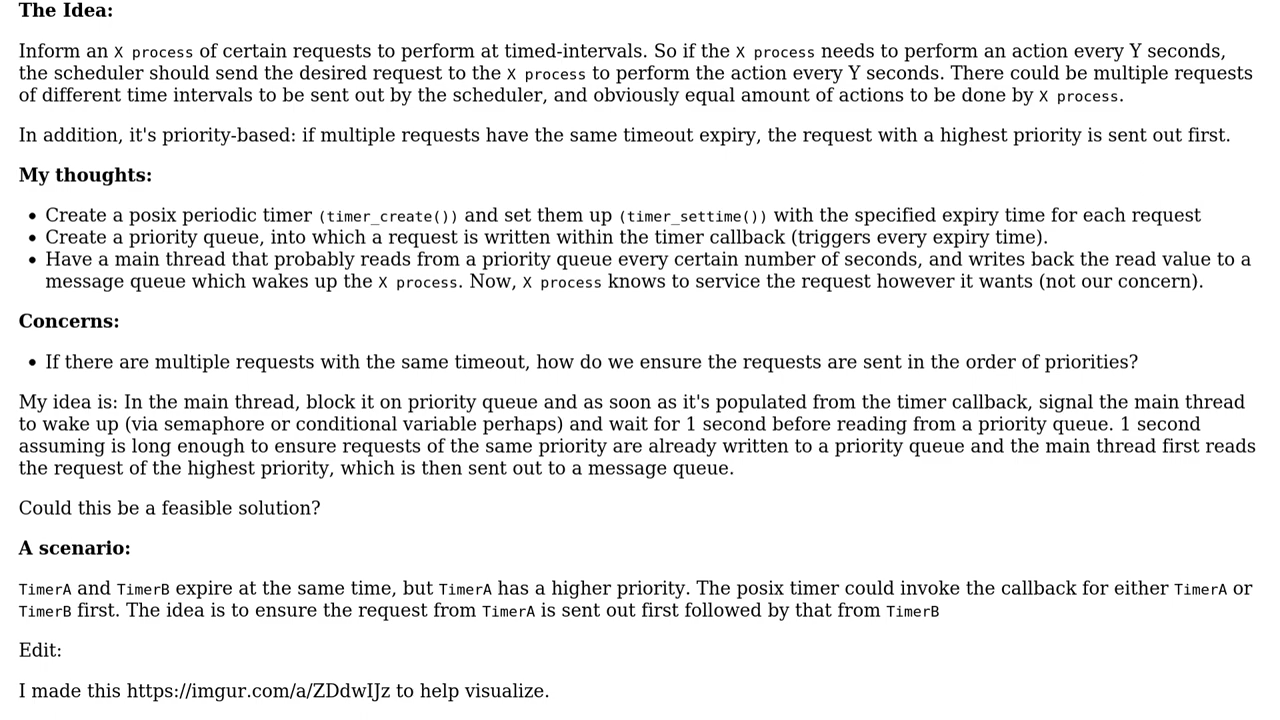 The Idea:
Inform an X process of certain requests to perform at timed-intervals. So if the X process needs to perform an action every Y seconds,
the scheduler should send the desired request to the X process to perform the action every Y seconds. There could be multiple requests
of different time intervals to be sent out by the scheduler, and obviously equal amount of actions to be done by X process.
In addition, it's priority-based: if multiple requests have the same timeout expiry, the request with a highest priority is sent out first.
My thoughts:
• Create a posix periodic timer (timer_create()) and set them up (timer_settime()) with the specified expiry time for each request
• Create a priority queue, into which a request is written within the timer callback (triggers every expiry time).
• Have a main thread that probably reads from a priority queue every certain number of seconds, and writes back the read value to a
message queue which wakes up the X process. Now, X process knows to service the request however it wants (not our concern).
Concerns:
• If there are multiple requests with the same timeout, how do we ensure the requests are sent in the order of priorities?
My idea is: In the main thread, block it on priority queue and as soon as it's populated from the timer callback, signal the main thread
to wake up (via semaphore or conditional variable perhaps) and wait for 1 second before reading from a priority queue. 1 second
assuming is long enough to ensure requests of the same priority are already written to a priority queue and the main thread first reads
the request of the highest priority, which is then sent out to a message queue.
Could this be a feasible solution?
A scenario:
TimerA and TimerB expire at the same time, but TimerA has a higher priority. The posix timer could invoke the callback for either TimerA or
TimerB first. The idea is to ensure the request from TimerA is sent out first followed by that from TimerB
Edit:
I made this https://imgur.com/a/ZDdwIJz to help visualize.